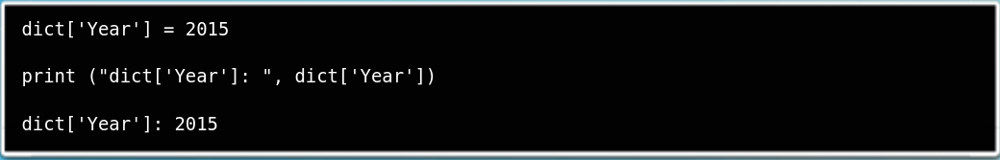 dict['Year'] = 2015
print ("dict['Year']: ", dict['Year'])
dict['Year']: 2015